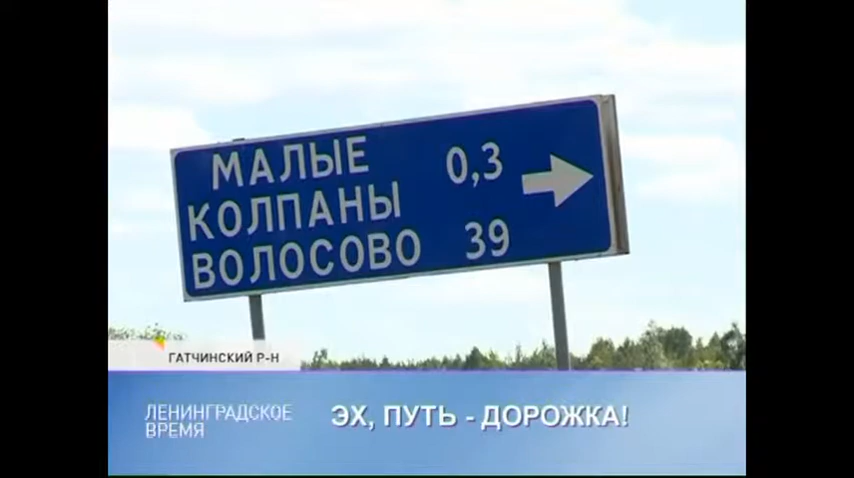 МАЛЫЕ 0,3
КОЛПАНЫ
ВОЛОСОВО 39
ГАТЧИНСКИЙ Р-Н
ЛЕНИНГРАДСКОЕ
ВРЕМЯ
ЭХ, ПУТЬ - ДОРОЖКА!